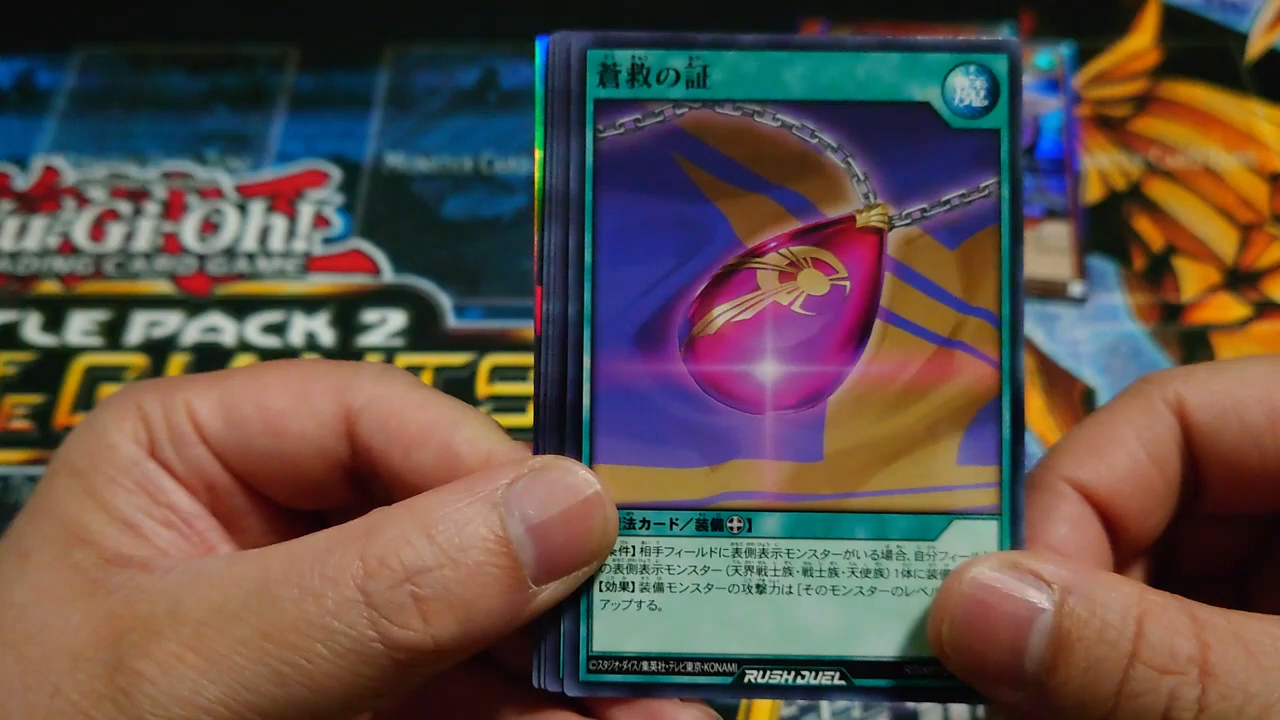 蒼救の証
魔
法カード/装備】
条件】相手フィールドに表側表示モンスターがいる場合、自分フィール
の表側表示モンスター(天界戦士族・戦士族・天使族)1体に装備
【効果】装備モンスターの攻撃力は[そのモンスターのレベ
アップする。
©スタジオ・ダイス/集英社・テレビ東京・KONAMI
RUSH DUEL
u-Gi-Oh!
ADING CARD GAME
TLE PACK 2
GIANTS
MONSTER CARD